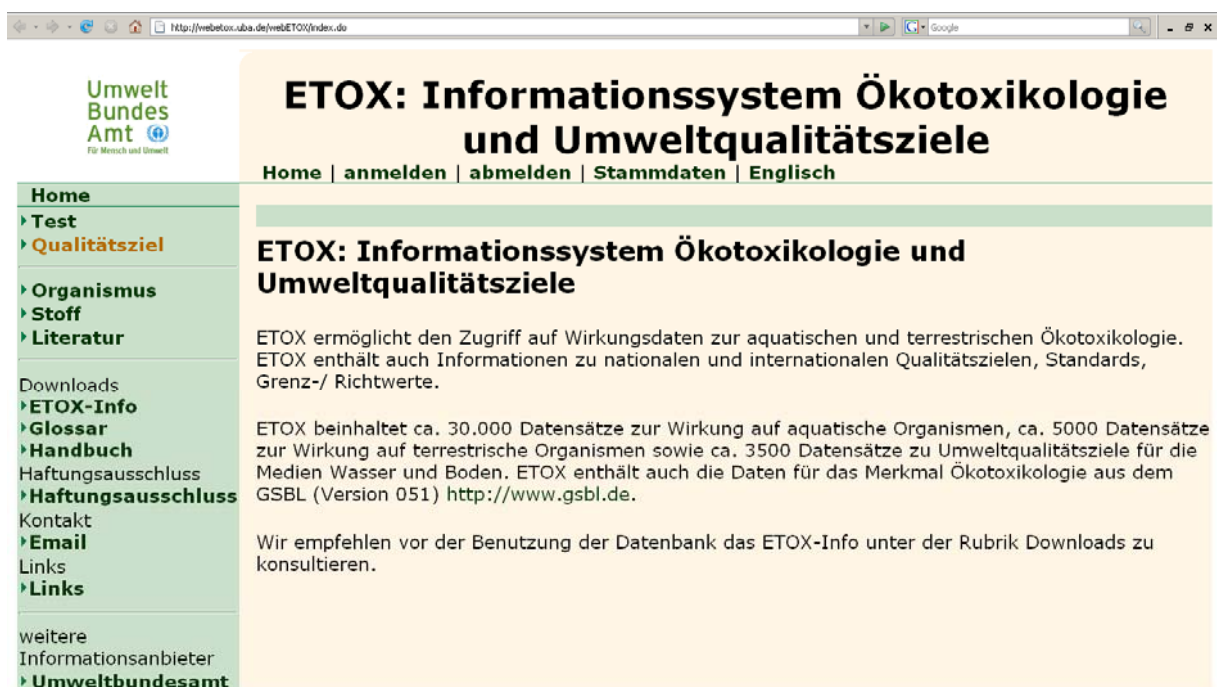 http://webetox.uba.de/webETOX/index.do
Google
Umwelt
Bundes
Amt
Für Mensch und Umwelt
ETOX: Informationssystem Ökotoxikologie
und Umweltqualitätsziele
Home | anmelden | abmelden | Stammdaten | Englisch
Home
Test
Qualitätsziel
Organismus
Stoff
Literatur
Downloads
ETOX-Info
Glossar
Handbuch
Haftungsausschluss
Haftungsausschluss
Kontakt
Email
Links
Links
weitere
Informationsanbieter
Umweltbundesamt
ETOX: Informationssystem Ökotoxikologie und
Umweltqualitätsziele
ETOX ermöglicht den Zugriff auf Wirkungsdaten zur aquatischen und terrestrischen Ökotoxikologie.
ETOX enthält auch Informationen zu nationalen und internationalen Qualitätszielen, Standards,
Grenz-/ Richtwerte.
ETOX beinhaltet ca. 30.000 Datensätze zur Wirkung auf aquatische Organismen, ca. 5000 Datensätze
zur Wirkung auf terrestrische Organismen sowie ca. 3500 Datensätze zu Umweltqualitätsziele für die
Medien Wasser und Boden. ETOX enthält auch die Daten für das Merkmal Ökotoxikologie aus dem
GSBL (Version 051) http://www.gsbl.de.
Wir empfehlen vor der Benutzung der Datenbank das ETOX-Info unter der Rubrik Downloads zu
konsultieren.